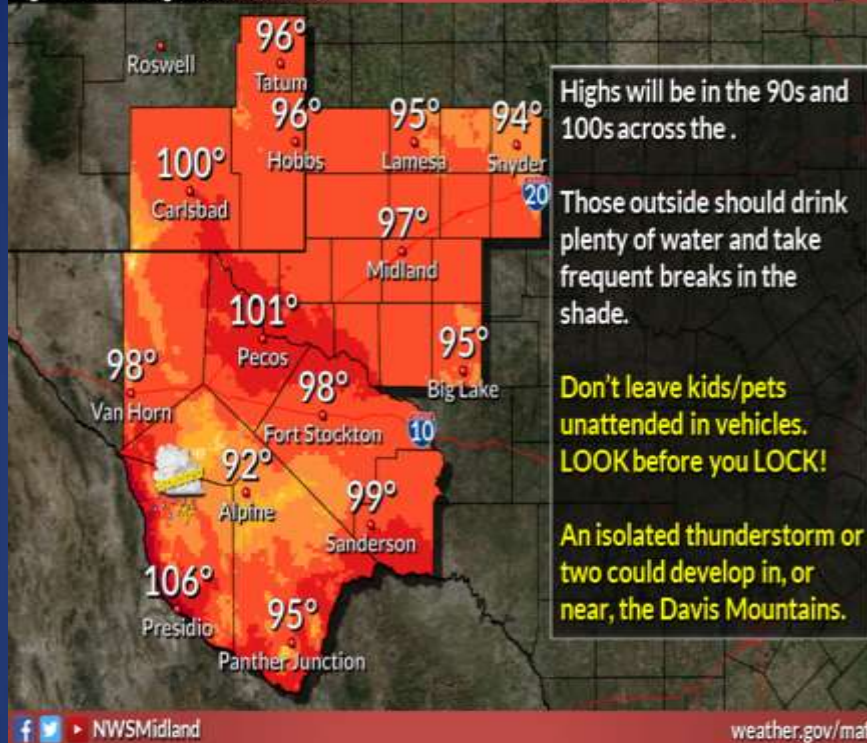 Roswell
96°
Tatum
96°
Hobbs
95°
Lamesa
94°
Snyder
100°
Carlsbad
20
97°
Midland
101°
Pecos
95°
Big Lake
98°
Van Horn
98°
Fort Stockton
10
92°
Alpine
99°
Sanderson
106°
Presidio
95°
Panther Junction
Highs will be in the 90s and
100s across the .
Those outside should drink
plenty of water and take
frequent breaks in the
shade.
Don't leave kids/pets
unattended in vehicles.
LOOK before you LOCK!
An isolated thunderstorm or
two could develop in, or
near, the Davis Mountains.
NWSMidland
weather.gov/maf